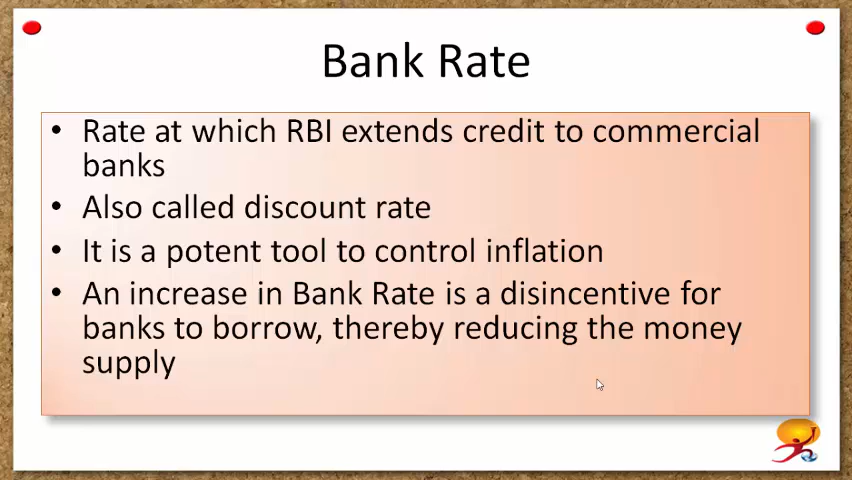 Bank Rate
• Rate at which RBI extends credit to commercial
banks
• Also called discount rate
• It is a potent tool to control inflation
• An increase in Bank Rate is a disincentive for
banks to borrow, thereby reducing the money
supply